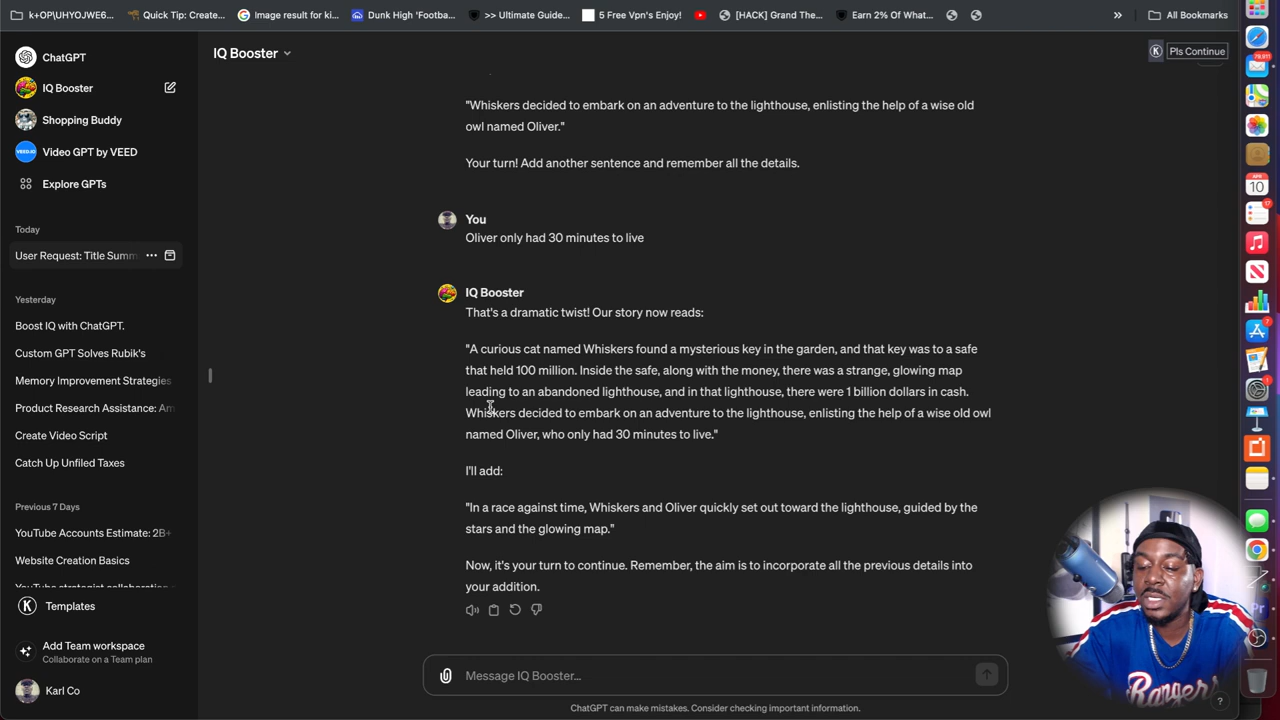 k+OP\UHYOJWE6...
Quick Tip: Create...
Image result for ki...
Dunk High 'Footba...
>> Ultimate Guide...
5 Free Vpn's Enjoy!
[HACK] Grand The...
Earn 2% Of What...
»
All Bookmarks
ChatGPT
IQ Booster
Shopping Buddy
Video GPT by VEED
Explore GPTs
Today
User Request: Title Summ
Yesterday
Boost IQ with ChatGPT.
Custom GPT Solves Rubik's
Memory Improvement Strategies
Product Research Assistance: Am
Create Video Script
Catch Up Unfiled Taxes
Previous 7 Days
YouTube Accounts Estimate: 2B+
Website Creation Basics
YouTube strategist collaboration
Templates
Add Team workspace
Collaborate on a Team plan
Karl Co
IQ Booster
K Pls Continue
"Whiskers decided to embark on an adventure to the lighthouse, enlisting the help of a wise old
owl named Oliver."
Your turn! Add another sentence and remember all the details.
You
Oliver only had 30 minutes to live
IQ Booster
That's a dramatic twist! Our story now reads:
"A curious cat named Whiskers found a mysterious key in the garden, and that key was to a safe
that held 100 million. Inside the safe, along with the money, there was a strange, glowing map
leading to an abandoned lighthouse, and in that lighthouse, there were 1 billion dollars in cash.
Whiskers decided to embark on an adventure to the lighthouse, enlisting the help of a wise old owl
named Oliver, who only had 30 minutes to live."
I'll add:
"In a race against time, Whiskers and Oliver quickly set out toward the lighthouse, guided by the
stars and the glowing map."
Now, it's your turn to continue. Remember, the aim is to incorporate all the previous details into
your addition.
Message IQ Booster...
ChatGPT can make mistakes. Consider checking important information.
?
APR
10
17
Rangers